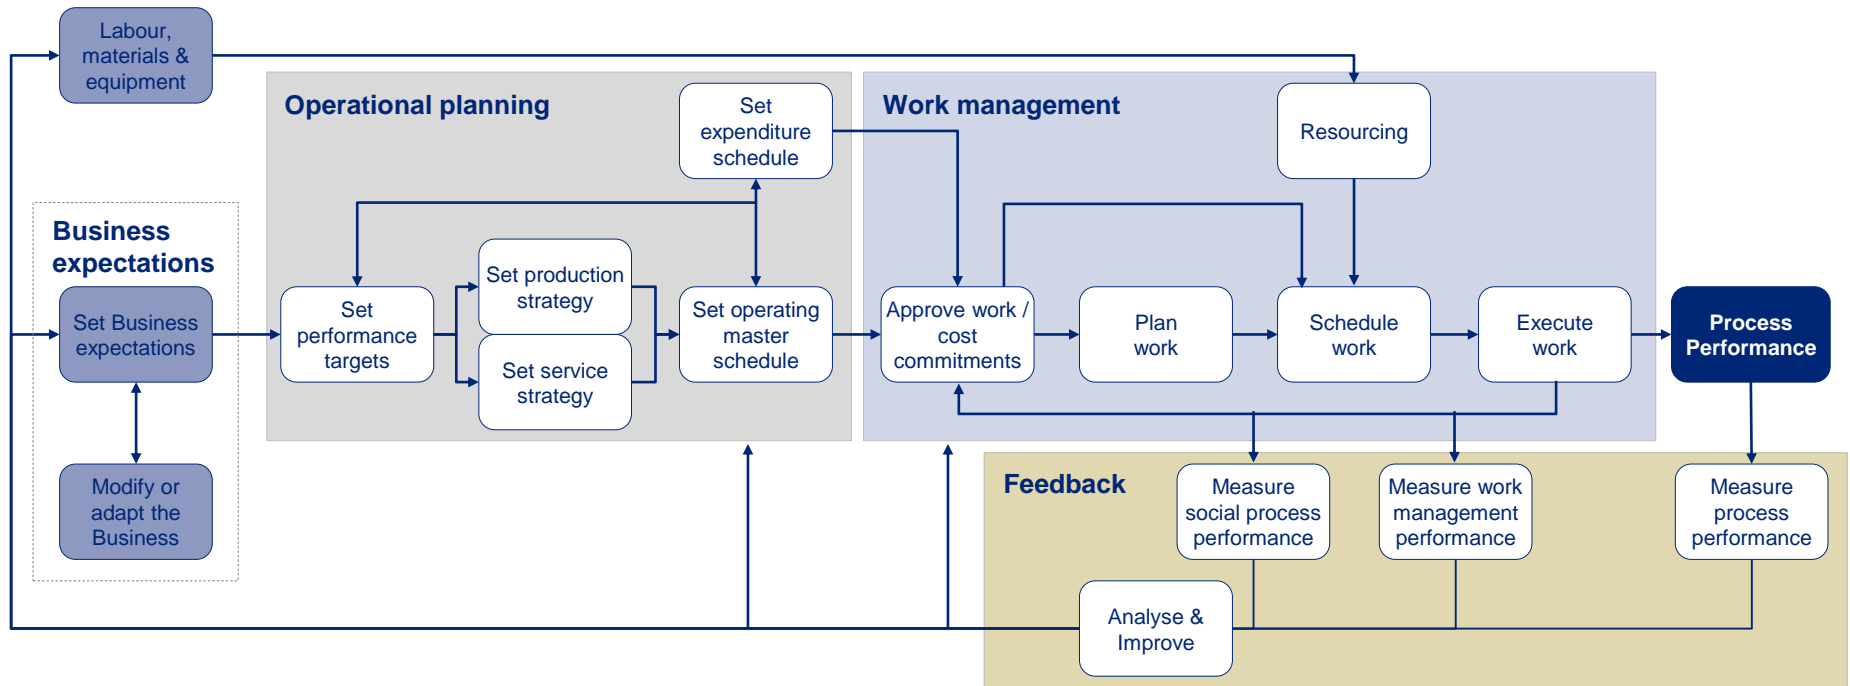 Labour,
materials &
equipment
Operational planning
Set
expenditure
schedule
Work management
Resourcing
Business
expectations
Set Business
expectations
Modify or
adapt the
Business
Set
performance
targets
Set production
strategy
Set service
strategy
Set operating
master
schedule
Approve work /
cost
commitments
Plan
work
Schedule
work
Execute
work
Process
Performance
Feedback
Measure
social process
performance
Measure work
management
performance
Measure
process
performance
Analyse &
Improve